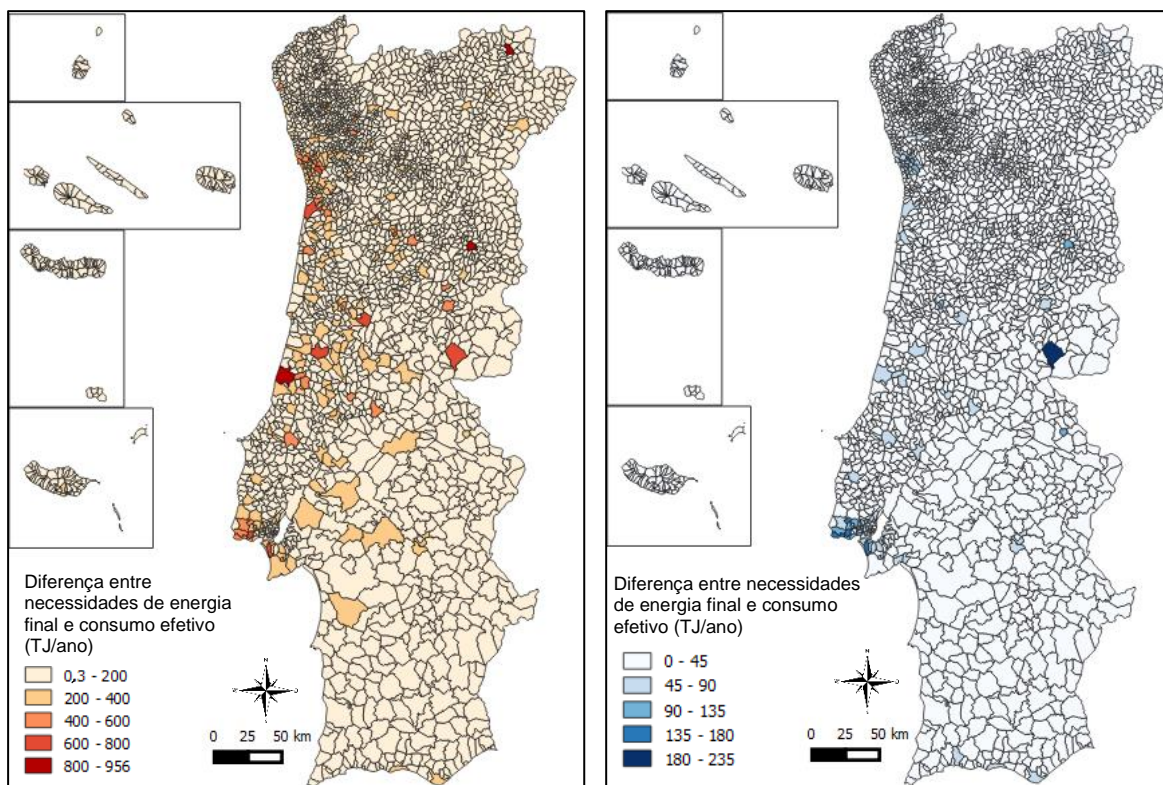 Diferença entre
necessidades de energia
final e consumo efetivo
(TJ/ano)
0,3 - 200
200 - 400
400 - 600
600 - 800
800 - 956
N
0 25 50 km
Diferença entre necessidades
de energia final e consumo
efetivo (TJ/ano)
0 - 45
45 - 90
90 - 135
135 - 180
180 - 235
N
0 25 50 km